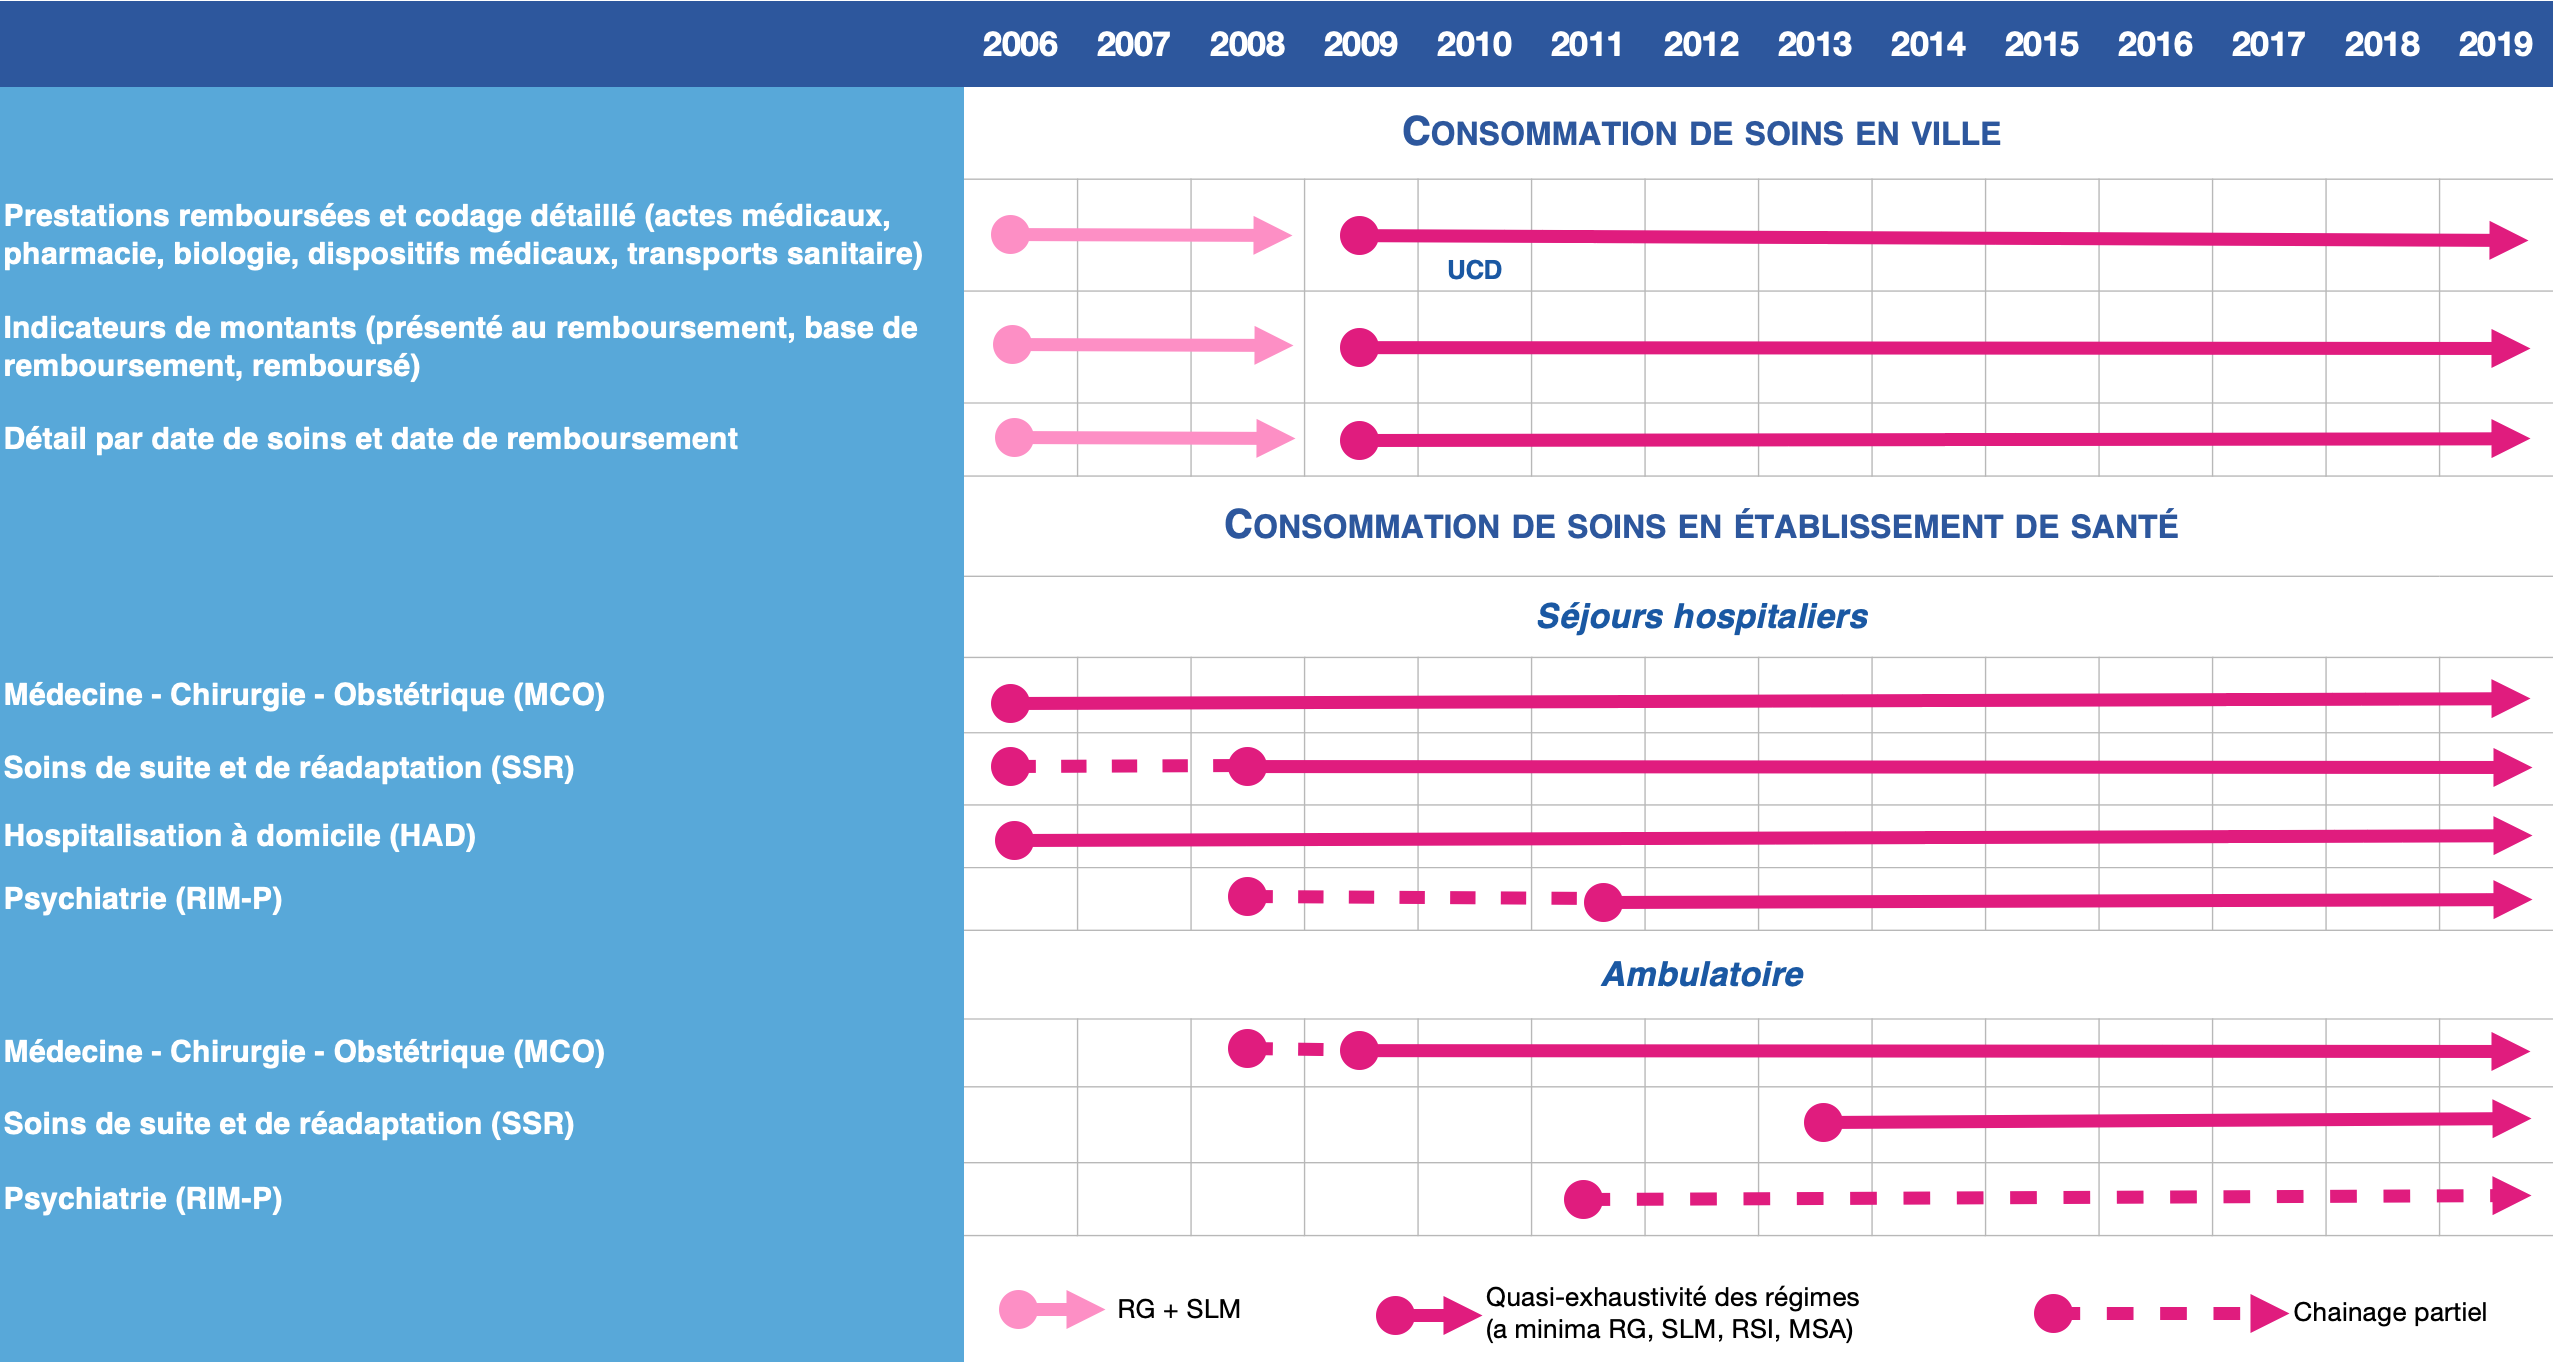 2006 2007 2008 2009 2010 2011 2012 2013 2014 2015 2016 2017 2018 2019
CONSOMMATION DE SOINS EN VILLE
Prestations remboursées et codage détaillé (actes médicaux,
pharmacie, biologie, dispositifs médicaux, transports sanitaire)
UCD
Indicateurs de montants (présenté au remboursement, base de
remboursement, remboursé)
Détail par date de soins et date de remboursement
CONSOMMATION DE SOINS EN ÉTABLISSEMENT DE SANTÉ
Séjours hospitaliers
Médecine - Chirurgie - Obstétrique (MCO)
Soins de suite et de réadaptation (SSR)
Hospitalisation à domicile (HAD)
Psychiatrie (RIM-P)
Ambulatoire
Médecine - Chirurgie - Obstétrique (MCO)
Soins de suite et de réadaptation (SSR)
Psychiatrie (RIM-P)
RG + SLM
Quasi-exhaustivité des régimes
(a minima RG, SLM, RSI, MSA)
Chainage partiel